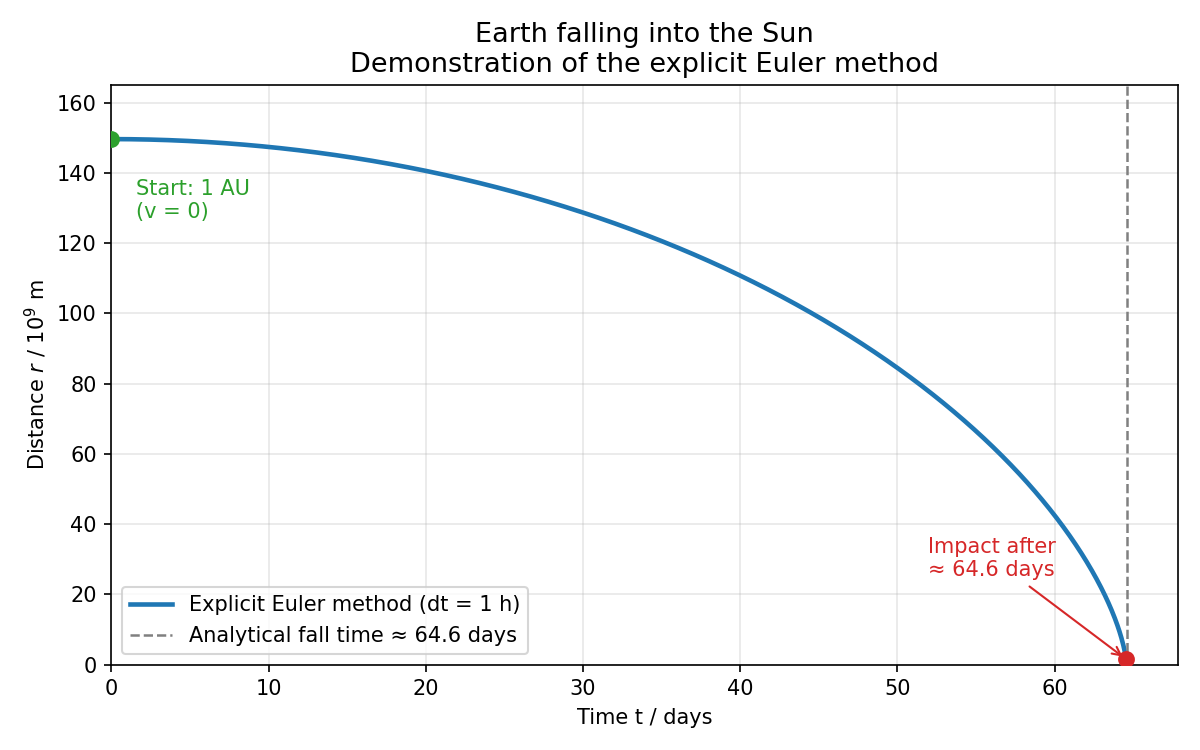 Earth falling into the Sun
Demonstration of the explicit Euler method
160
140
120
100
80
60
40
20
0
Distance r / 10⁹ m
Start: 1 AU
(v = 0)
Impact after
≈ 64.6 days
Explicit Euler method (dt = 1 h)
Analytical fall time ≈ 64.6 days
0 10 20 30 40 50 60
Time t / days